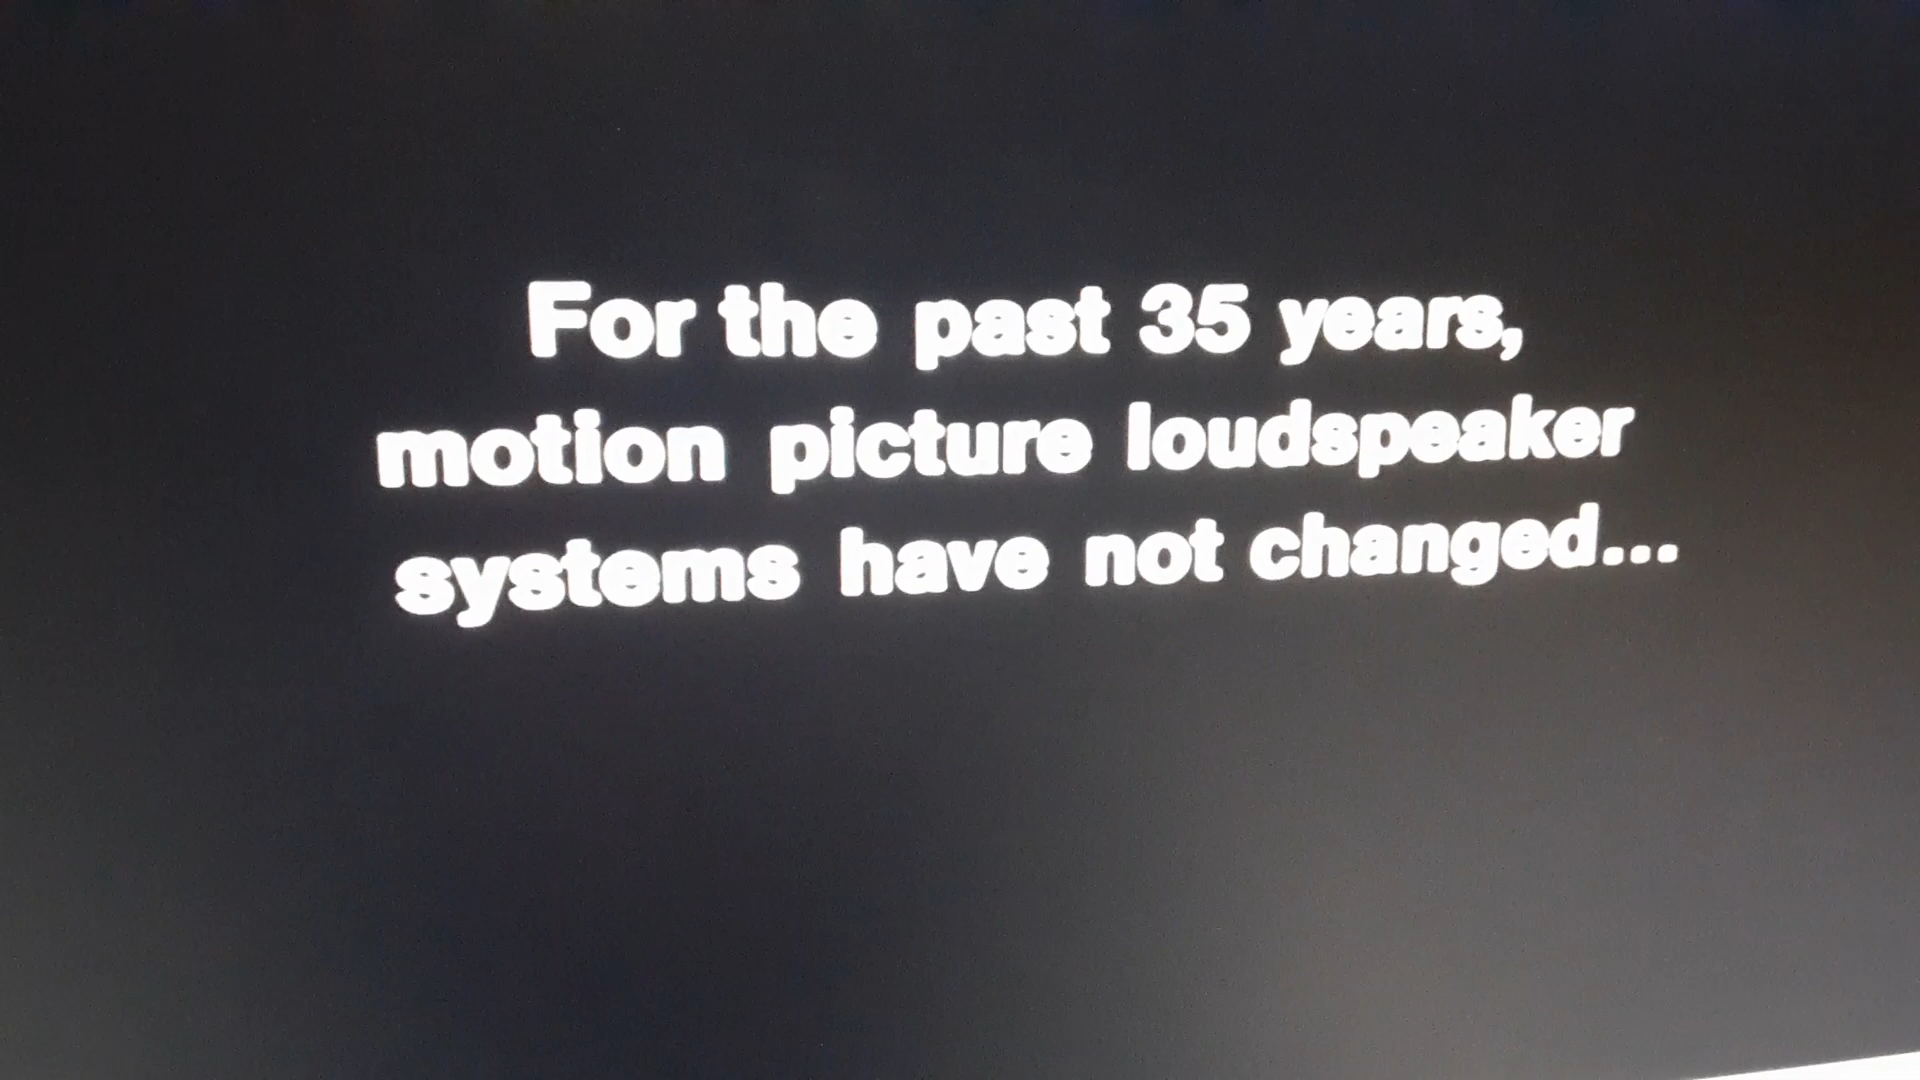 For the past 35 years,
motion picture loudspeaker
systems have not changed...